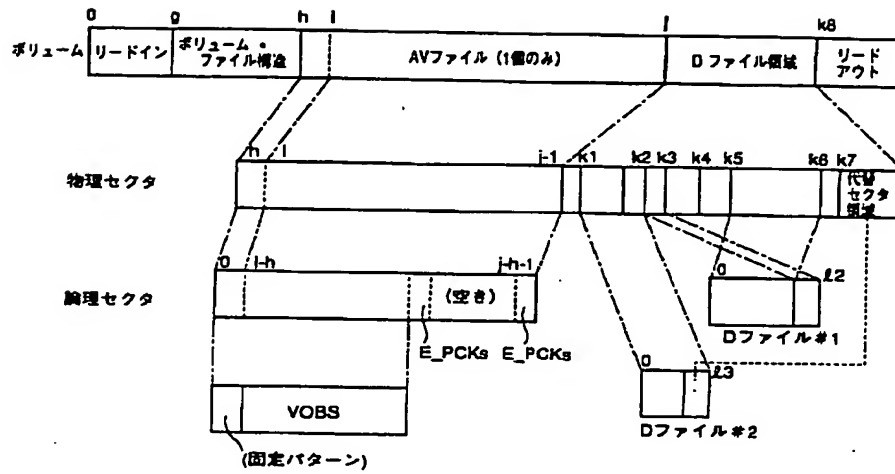 0 g h i j k8
ボリューム リードイン ボリューム・ファイル構造 AVファイル (1個のみ) D ファイル領域 リードアウト
h i j-1 k1 k2 k3 k4 k5 k6 k7
物理セクタ 代替セクタ領域
0 i-h j-h-1 0 ℓ2
論理セクタ (空き)
Dファイル#1
E_PCKs E_PCKs 0 ℓ3
VOBS
Dファイル#2
(固定パターン)